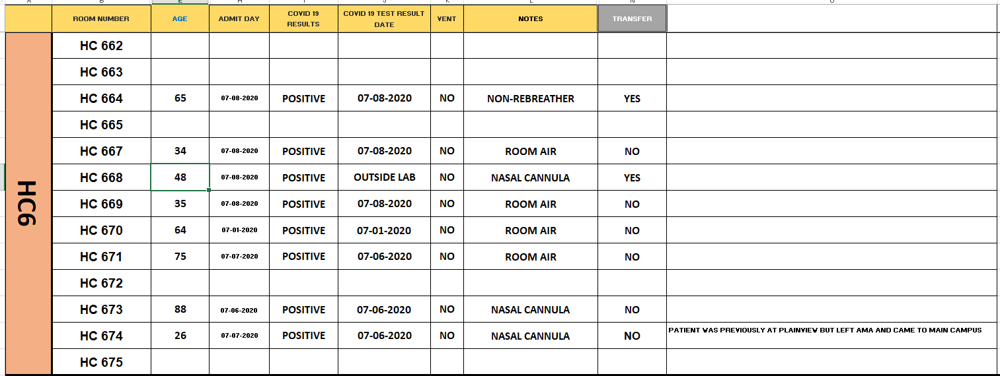 ROOM NUMBER AGE ADMIT DAY COVID 19 RESULTS COVID 19 TEST RESULT DATE VENT NOTES TRANSFER
HC6
HC 662
HC 663
HC 664 65 07-08-2020 POSITIVE 07-08-2020 NO NON-REBREATHER YES
HC 665
HC 667 34 07-08-2020 POSITIVE 07-08-2020 NO ROOM AIR NO
HC 668 48 07-08-2020 POSITIVE OUTSIDE LAB NO NASAL CANNULA YES
HC 669 35 07-08-2020 POSITIVE 07-08-2020 NO ROOM AIR NO
HC 670 64 07-01-2020 POSITIVE 07-01-2020 NO ROOM AIR NO
HC 671 75 07-07-2020 POSITIVE 07-06-2020 NO ROOM AIR NO
HC 672
HC 673 88 07-06-2020 POSITIVE 07-06-2020 NO NASAL CANNULA NO
HC 674 26 07-07-2020 POSITIVE 07-06-2020 NO NASAL CANNULA NO PATIENT WAS PREVIOUSLY AT PLAINVIEW BUT LEFT AMA AND CAME TO MAIN CAMPUS
HC 675